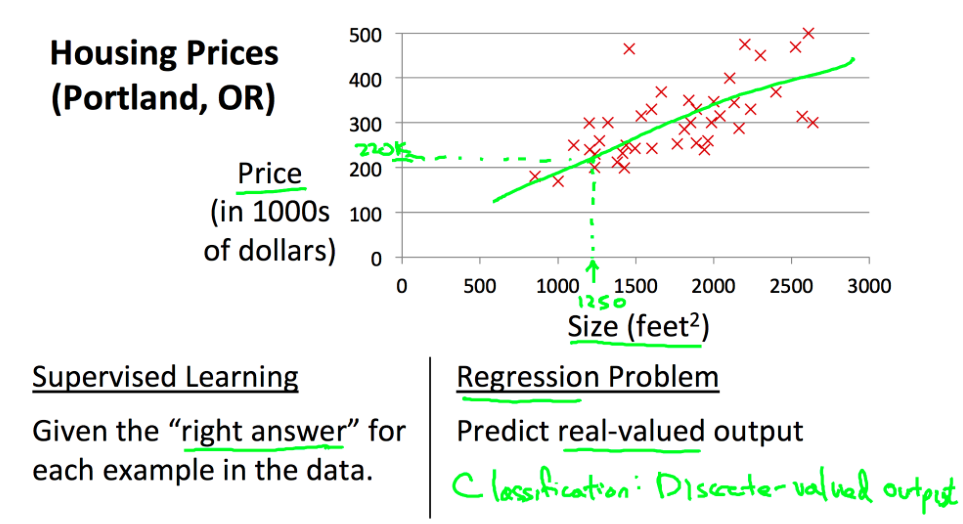 Housing Prices
(Portland, OR)
500
400
300
220k
200
100
0
Price
(in 1000s
of dollars)
0 500 1000 1500 2000 2500 3000
1250
Size (feet²)
Supervised Learning
Given the “right answer” for
each example in the data.
Regression Problem
Predict real-valued output
Classification: Discrete-valued output